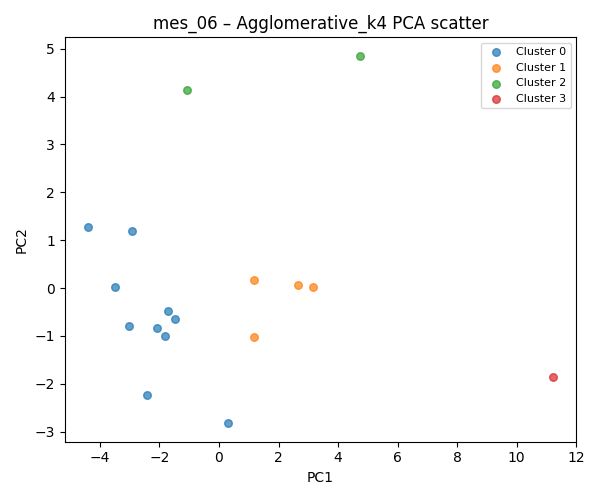 mes_06 – Agglomerative_k4 PCA scatter
Cluster 0
Cluster 1
Cluster 2
Cluster 3
5
4
3
2
1
0
−1
−2
−3
PC2
−4 −2 0 2 4 6 8 10 12
PC1